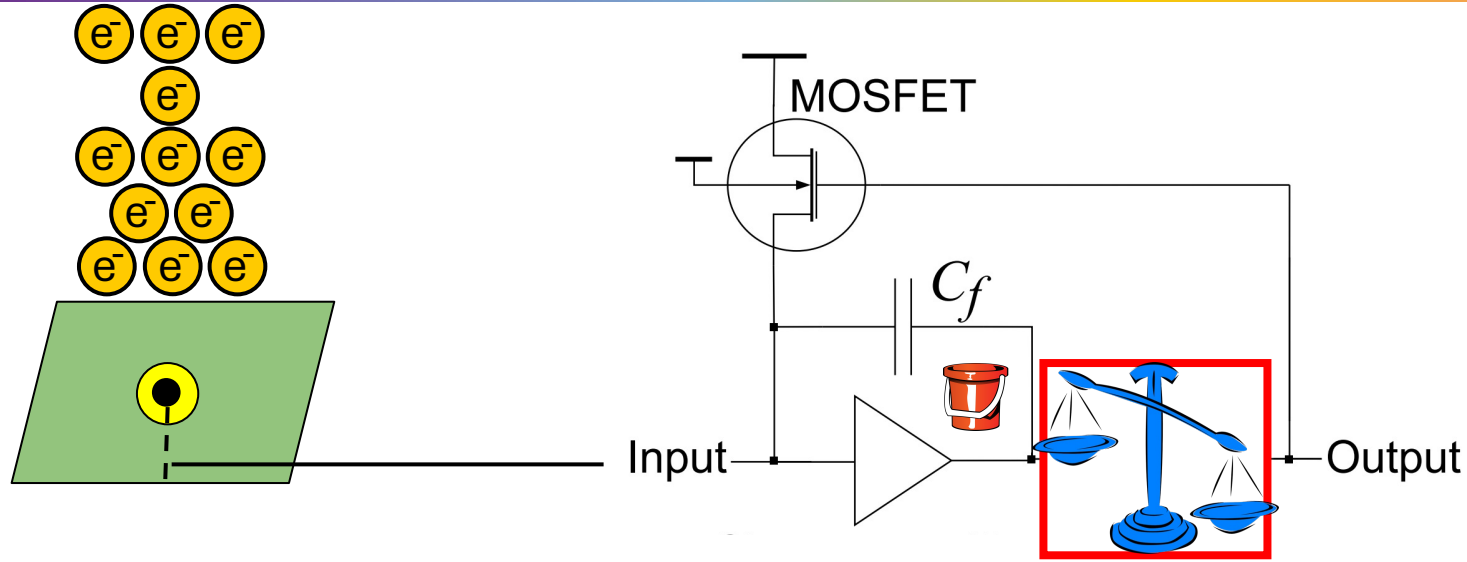 e⁻ e⁻ e⁻
e⁻
e⁻ e⁻ e⁻
e⁻ e⁻
e⁻ e⁻ e⁻
MOSFET
C_f
Input
Output